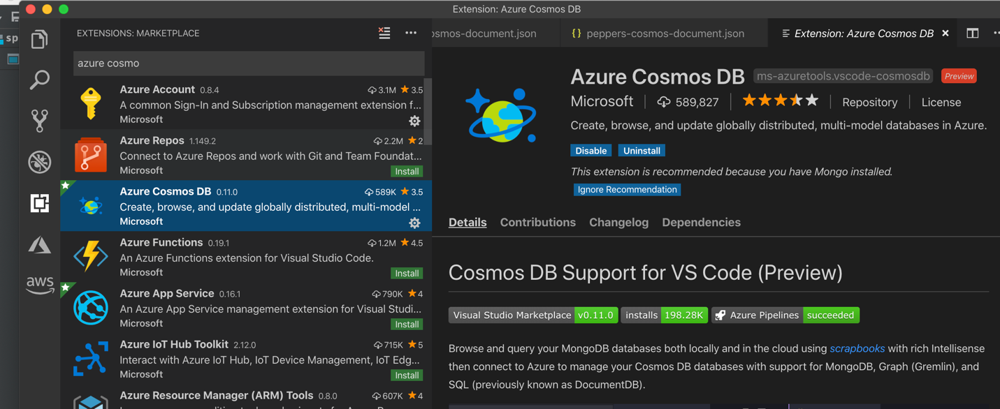 Extension: Azure Cosmos DB
sp
EXTENSIONS: MARKETPLACE
azure cosmo
Azure Account 0.8.4 3.1M 3.5
A common Sign-In and Subscription management extension f...
Microsoft
Azure Repos 1.149.2 2.2M 2
Connect to Azure Repos and work with Git and Team Foundat...
Microsoft Install
Azure Cosmos DB 0.11.0 589K 3.5
Create, browse, and update globally distributed, multi-model ...
Microsoft
Azure Functions 0.19.1 1.2M 4.5
An Azure Functions extension for Visual Studio Code.
Microsoft Install
Azure App Service 0.16.1 790K 4
An Azure App Service management extension for Visual Studi...
Microsoft Install
Azure IoT Hub Toolkit 2.12.0 715K 5
Interact with Azure IoT Hub, IoT Device Management, IoT Edg...
Microsoft Install
Azure Resource Manager (ARM) Tools 0.8.0 607K 4
aws
osmos-document.json {} peppers-cosmos-document.json Extension: Azure Cosmos DB
Azure Cosmos DB ms-azuretools.vscode-cosmosdb Preview
Microsoft 589,827 Repository License
Create, browse, and update globally distributed, multi-model databases in Azure.
Disable Uninstall
This extension is recommended because you have Mongo installed.
Ignore Recommendation
Details Contributions Changelog Dependencies
Cosmos DB Support for VS Code (Preview)
Visual Studio Marketplace v0.11.0 installs 198.28K Azure Pipelines succeeded
Browse and query your MongoDB databases both locally and in the cloud using scrapbooks with rich Intellisense
then connect to Azure to manage your Cosmos DB databases with support for MongoDB, Graph (Gremlin), and
SQL (previously known as DocumentDB).